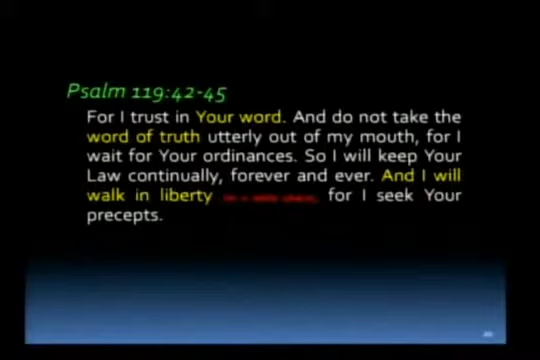 Psalm 119:42-45
For I trust in Your word. And do not take the
word of truth utterly out of my mouth, for I
wait for Your ordinances. So I will keep Your
Law continually, forever and ever. And I will
walk in liberty for I seek Your
precepts.